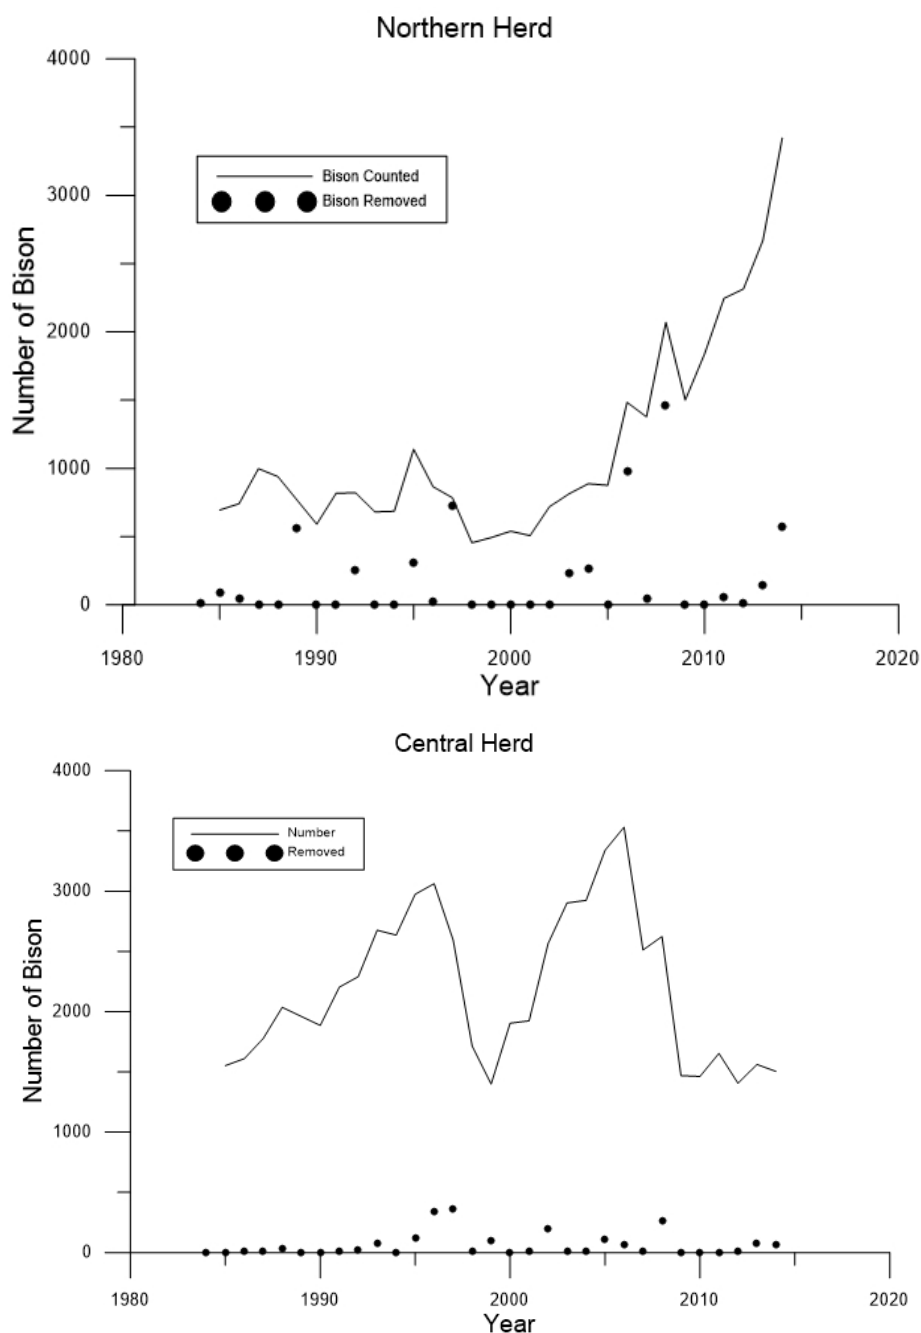 Northern Herd
4000
3000
2000
1000
0
Number of Bison
Bison Counted
Bison Removed
1980
1990
2000
2010
2020
Year
Central Herd
4000
3000
2000
1000
0
Number of Bison
Number
Removed
1980
1990
2000
2010
2020
Year